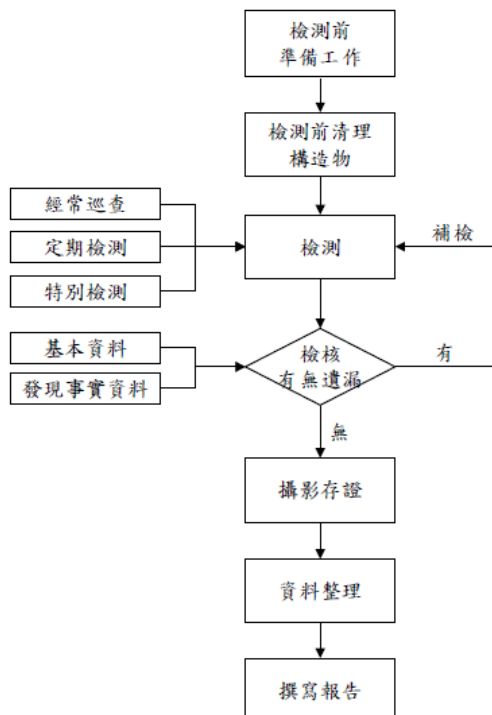 檢測前
準備工作
檢測前清理
構造物
經常巡查
定期檢測
特別檢測
檢測
補檢
基本資料
發現事實資料
檢核
有無遺漏
有
無
攝影存證
資料整理
撰寫報告